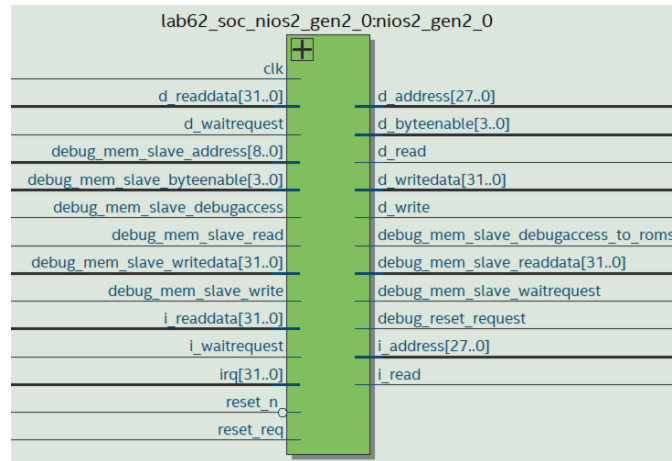 lab62_soc_nios2_gen2_0:nios2_gen2_0
clk
d_readdata[31..0]
d_waitrequest
debug_mem_slave_address[8..0]
debug_mem_slave_byteenable[3..0]
debug_mem_slave_debugaccess
debug_mem_slave_read
debug_mem_slave_writedata[31..0]
debug_mem_slave_write
i_readdata[31..0]
i_waitrequest
irq[31..0]
reset_n
reset_req
d_address[27..0]
d_byteenable[3..0]
d_read
d_writedata[31..0]
d_write
debug_mem_slave_debugaccess_to_roms
debug_mem_slave_readdata[31..0]
debug_mem_slave_waitrequest
debug_reset_request
i_address[27..0]
i_read